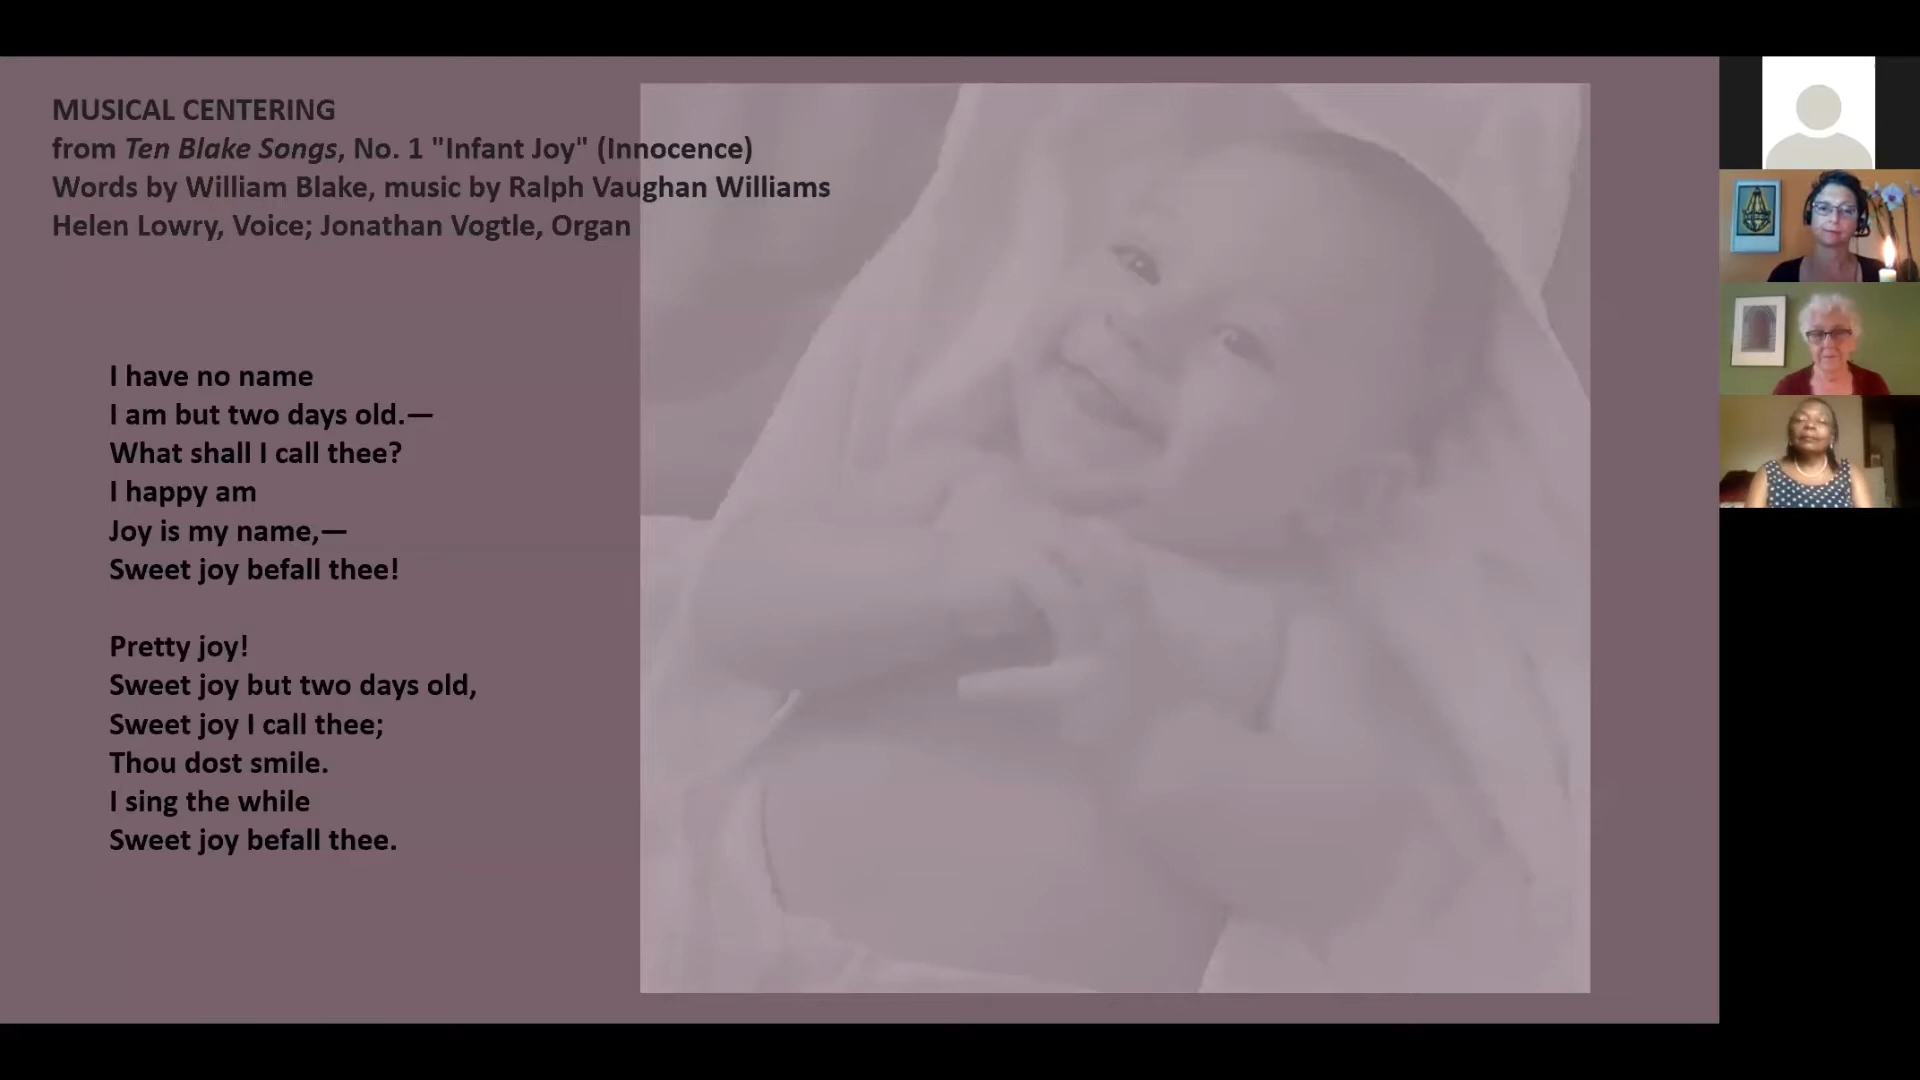 MUSICAL CENTERING
from Ten Blake Songs, No. 1 "Infant Joy" (Innocence)
Words by William Blake, music by Ralph Vaughan Williams
Helen Lowry, Voice; Jonathan Vogtle, Organ
I have no name
I am but two days old.—
What shall I call thee?
I happy am
Joy is my name,—
Sweet joy befall thee!
Pretty joy!
Sweet joy but two days old,
Sweet joy I call thee;
Thou dost smile.
I sing the while
Sweet joy befall thee.